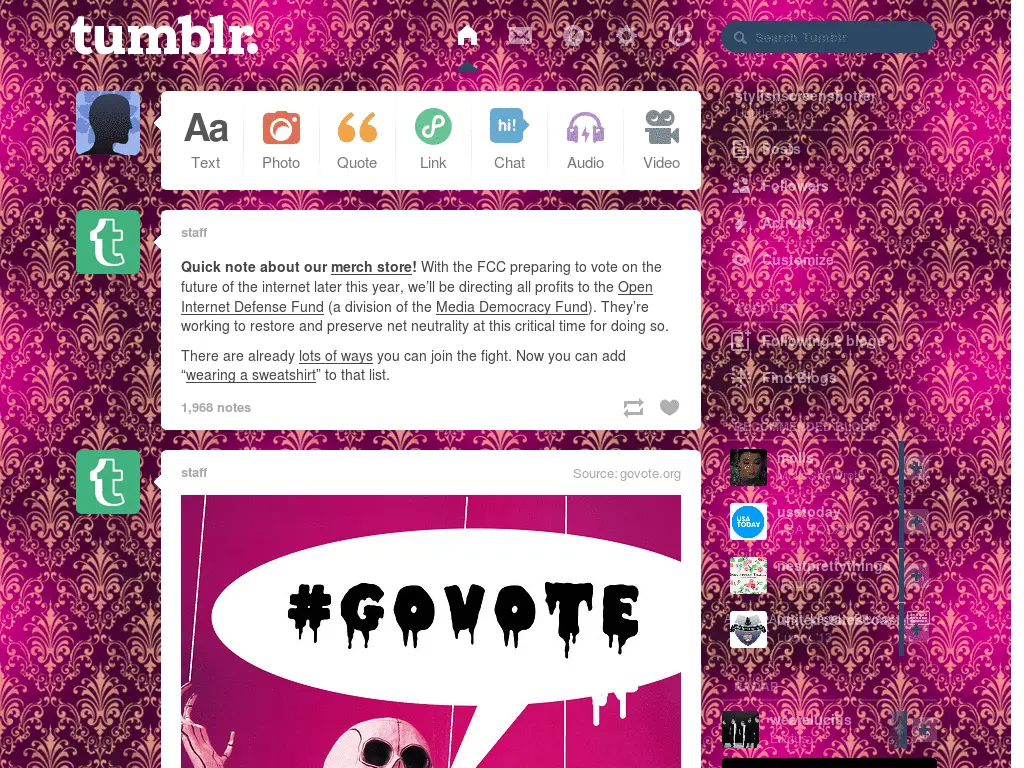 tumblr.
Search Tumblr
Aa
hi!
Text
Photo
Quote
Link
Chat
Audio
Video
stylishscreenshotter
Untitled
Posts
Followers
Activity
Customize
ACCOUNT
Following 2 blogs
Find Blogs
RECOMMENDED BLOGS
usatoday
USA TODAY
nestprettythings
unitedstatesofus
RADAR
staff
Quick note about our merch store! With the FCC preparing to vote on the
future of the internet later this year, we’ll be directing all profits to the Open
Internet Defense Fund (a division of the Media Democracy Fund). They’re
working to restore and preserve net neutrality at this critical time for doing so.
There are already lots of ways you can join the fight. Now you can add
“wearing a sweatshirt” to that list.
1,968 notes
staff
Source: govote.org
#GOVOTE